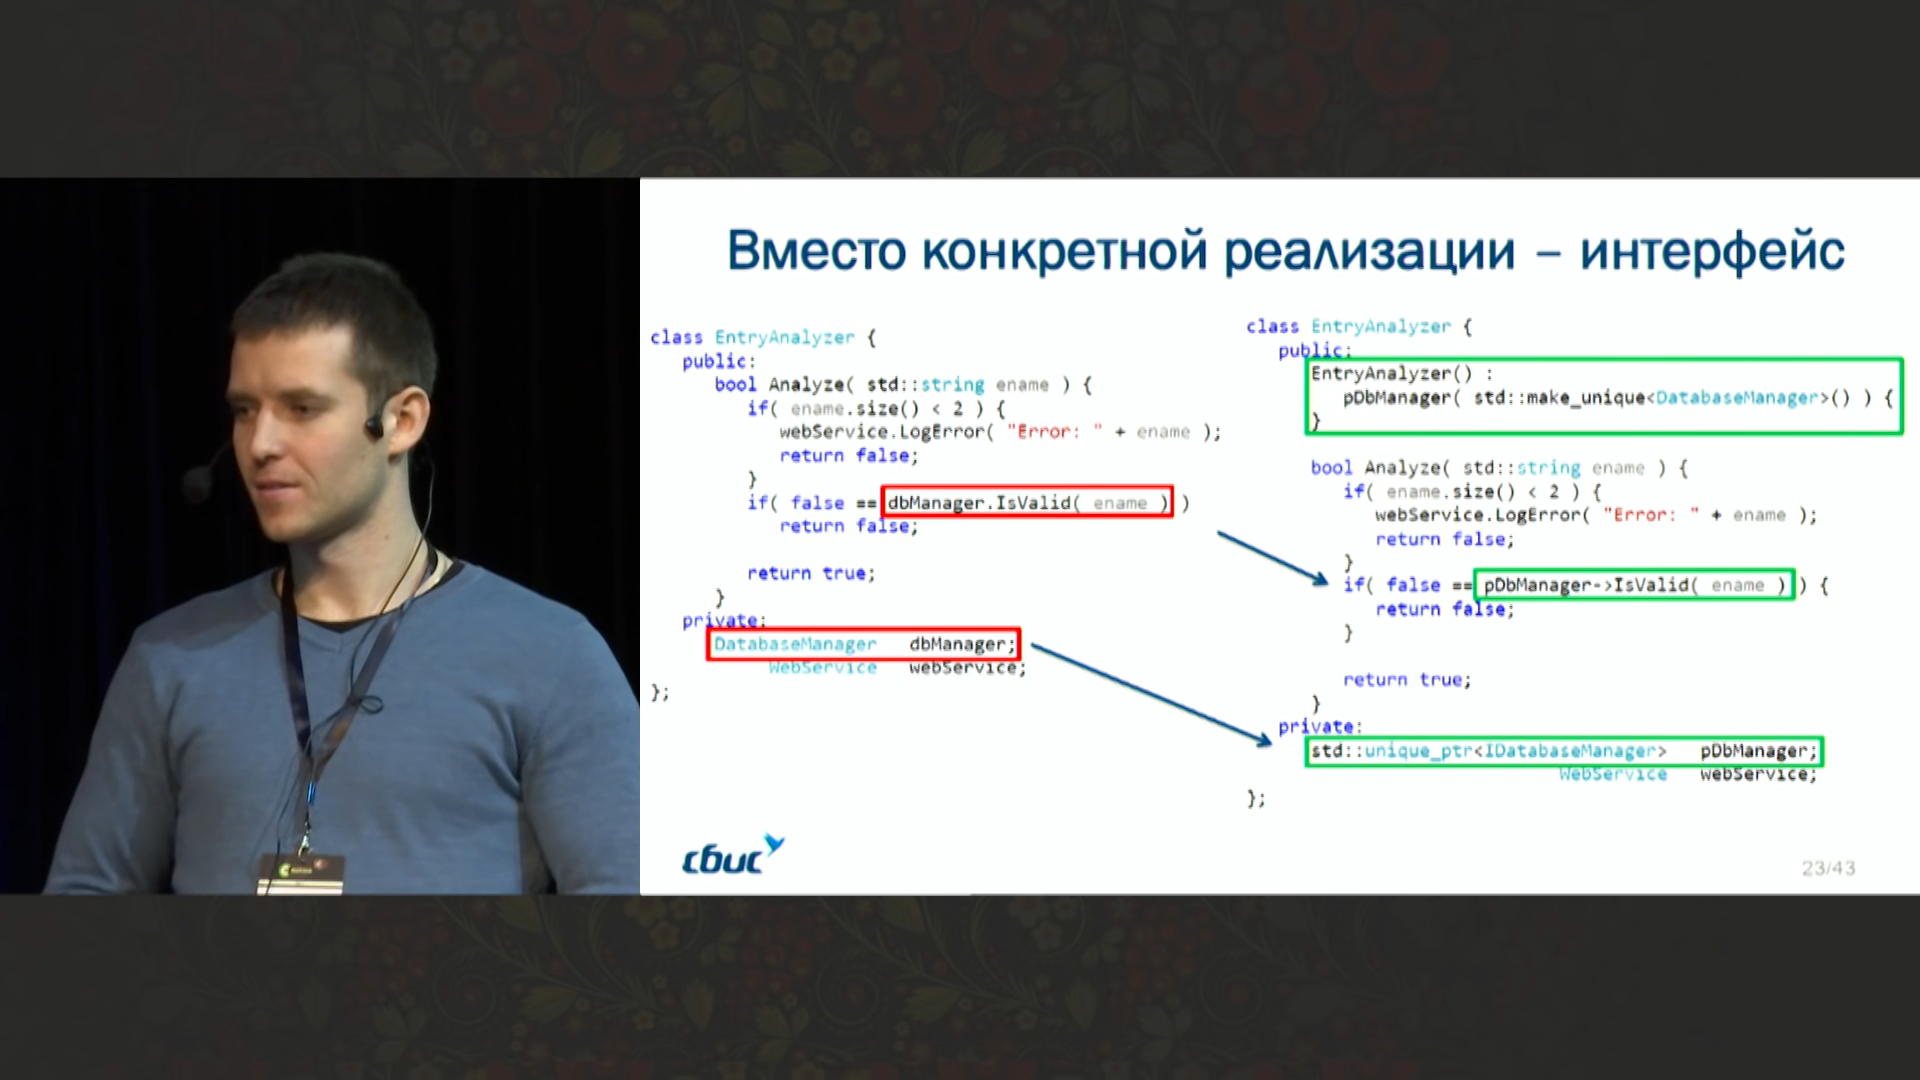 Вместо конкретной реализации – интерфейс
class EntryAnalyzer {
public:
bool Analyze( std::string ename ) {
if( ename.size() < 2 ) {
webService.LogError( "Error: " + ename );
return false;
}
if( false == dbManager.IsValid( ename ) )
return false;
return true;
}
private:
DatabaseManager dbManager;
WebService webService;
};
class EntryAnalyzer {
public:
EntryAnalyzer() :
pDbManager( std::make_unique<DatabaseManager>() ) {
}
bool Analyze( std::string ename ) {
if( ename.size() < 2 ) {
webService.LogError( "Error: " + ename );
return false;
}
if( false == pDbManager->IsValid( ename ) ) {
return false;
}
return true;
}
private:
std::unique_ptr<IDatabaseManager> pDbManager;
WebService webService;
};
сбис
23/43